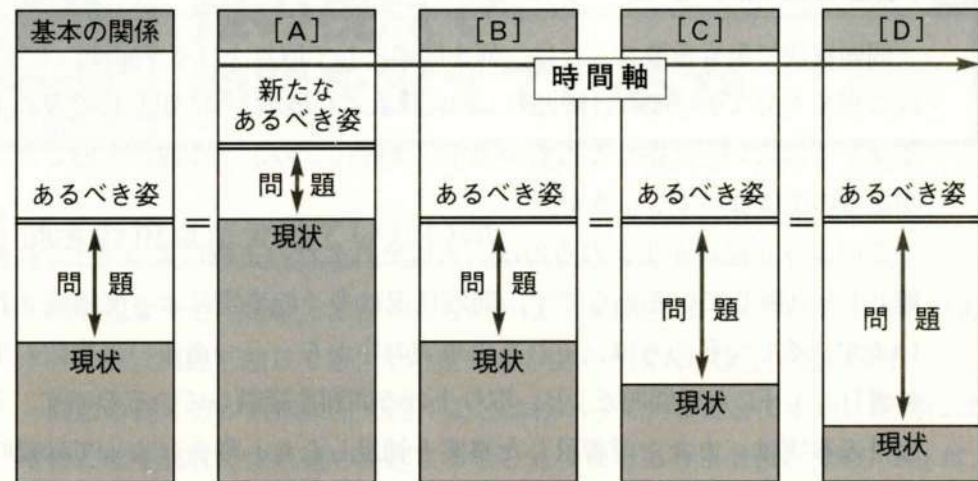 基本の関係
[A]
[B]
[C]
[D]
時間軸
あるべき姿
問 題
現状
新たな
あるべき姿
問 題
現状
あるべき姿
問 題
現状
あるべき姿
問 題
現状
あるべき姿
問 題
現状